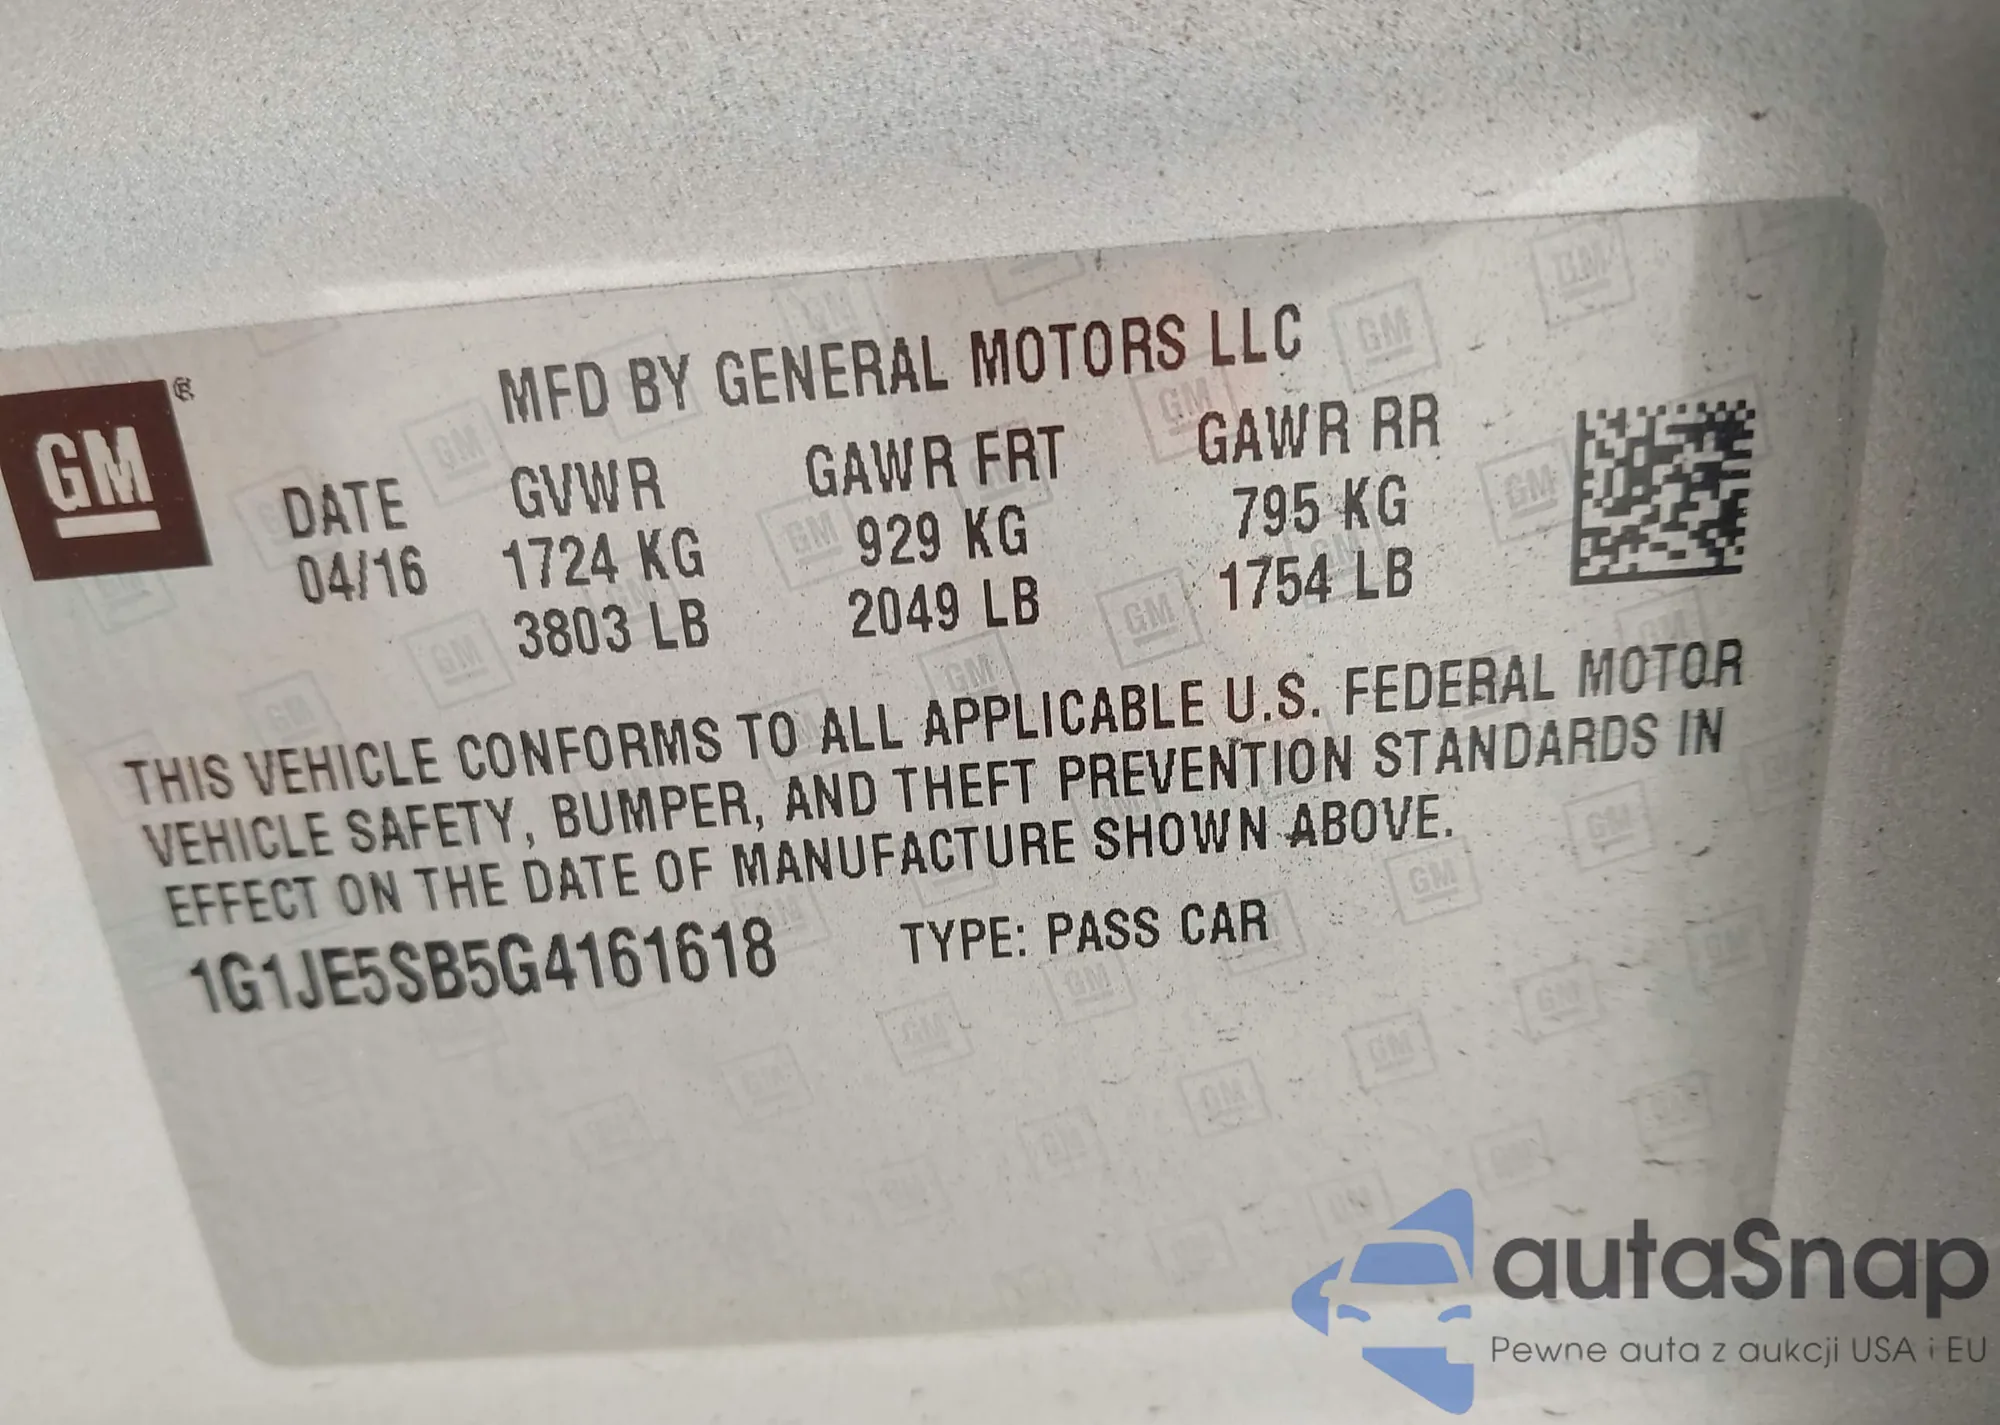 MFD BY GENERAL MOTORS LLC
GM ®
DATE GVWR GAWR FRT GAWR RR
04/16 1724 KG 929 KG 795 KG
3803 LB 2049 LB 1754 LB
THIS VEHICLE CONFORMS TO ALL APPLICABLE U.S. FEDERAL MOTOR
VEHICLE SAFETY, BUMPER, AND THEFT PREVENTION STANDARDS IN
EFFECT ON THE DATE OF MANUFACTURE SHOWN ABOVE.
1G1JE5SB5G4161618 TYPE: PASS CAR
autaSnap
Pewne auta z aukcji USA i EU